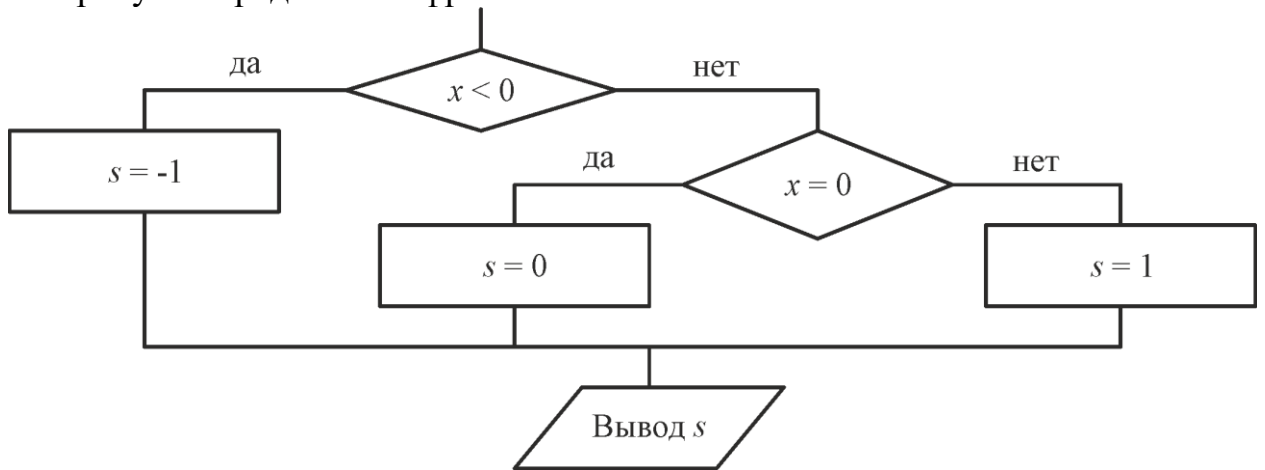 да
x < 0
нет
s = -1
да
x = 0
нет
s = 0
s = 1
Вывод s